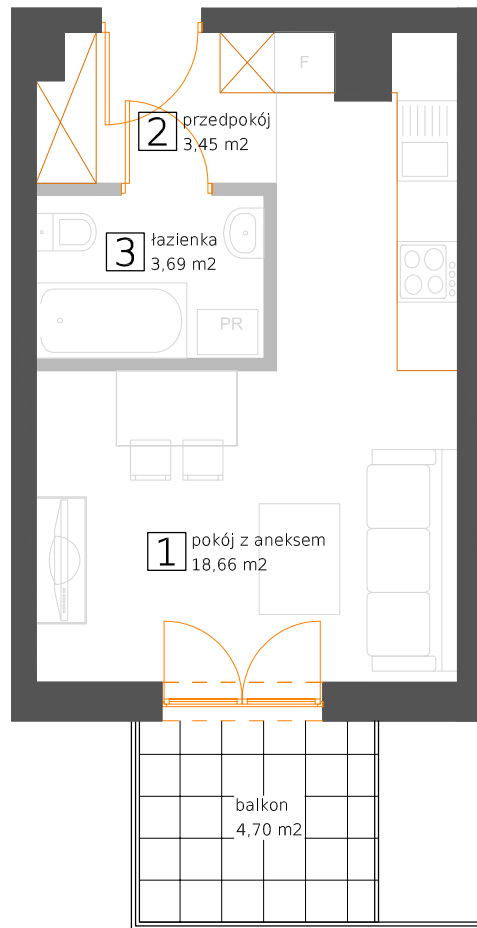 F
2
przedpokój
3,45 m2
3
łazienka
3,69 m2
PR
1
pokój z aneksem
18,66 m2
balkon
4,70 m2